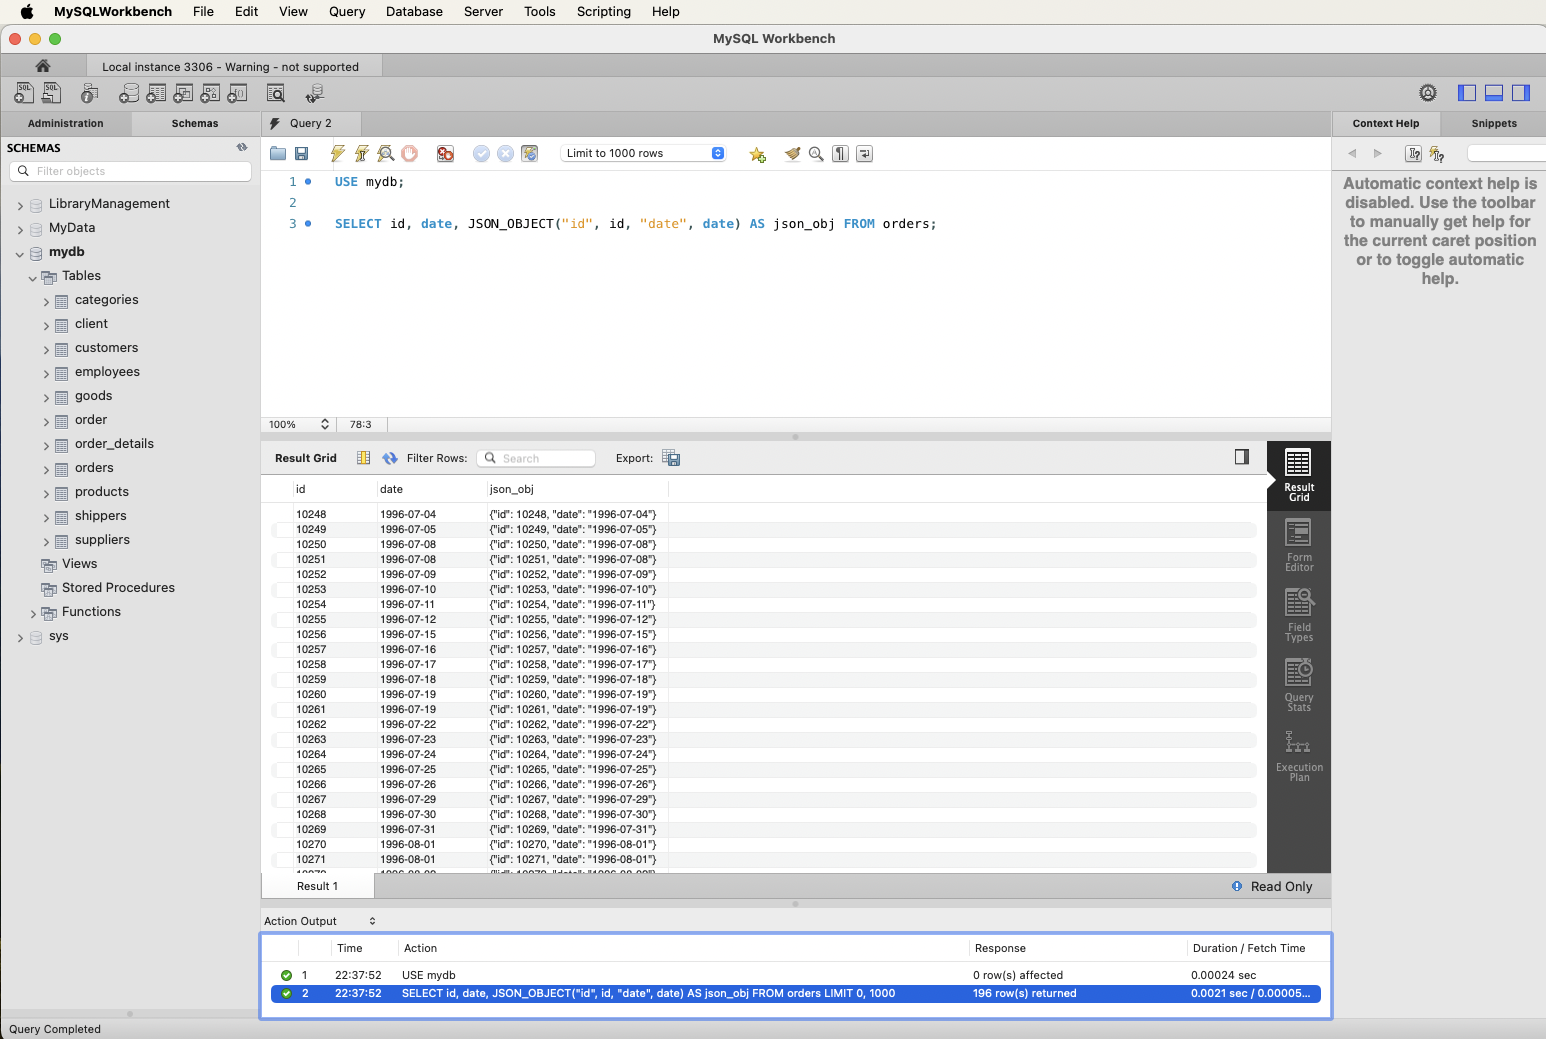 MySQLWorkbench File Edit View Query Database Server Tools Scripting Help
MySQL Workbench
Local instance 3306 - Warning - not supported
Administration Schemas
Query 2
Context Help Snippets
SCHEMAS
Filter objects
LibraryManagement
MyData
mydb
Tables
categories
client
customers
employees
goods
order
order_details
orders
products
shippers
suppliers
Views
Stored Procedures
Functions
sys
Limit to 1000 rows
1 USE mydb;
2
3 SELECT id, date, JSON_OBJECT("id", id, "date", date) AS json_obj FROM orders;
100% 78:3
Automatic context help is
disabled. Use the toolbar
to manually get help for
the current caret position
or to toggle automatic
help.
Result Grid Filter Rows: Search Export:
id date json_obj
10248 1996-07-04 {"id": 10248, "date": "1996-07-04"}
10249 1996-07-05 {"id": 10249, "date": "1996-07-05"}
10250 1996-07-08 {"id": 10250, "date": "1996-07-08"}
10251 1996-07-08 {"id": 10251, "date": "1996-07-08"}
10252 1996-07-09 {"id": 10252, "date": "1996-07-09"}
10253 1996-07-10 {"id": 10253, "date": "1996-07-10"}
10254 1996-07-11 {"id": 10254, "date": "1996-07-11"}
10255 1996-07-12 {"id": 10255, "date": "1996-07-12"}
10256 1996-07-15 {"id": 10256, "date": "1996-07-15"}
10257 1996-07-16 {"id": 10257, "date": "1996-07-16"}
10258 1996-07-17 {"id": 10258, "date": "1996-07-17"}
10259 1996-07-18 {"id": 10259, "date": "1996-07-18"}
10260 1996-07-19 {"id": 10260, "date": "1996-07-19"}
10261 1996-07-19 {"id": 10261, "date": "1996-07-19"}
10262 1996-07-22 {"id": 10262, "date": "1996-07-22"}
10263 1996-07-23 {"id": 10263, "date": "1996-07-23"}
10264 1996-07-24 {"id": 10264, "date": "1996-07-24"}
10265 1996-07-25 {"id": 10265, "date": "1996-07-25"}
10266 1996-07-26 {"id": 10266, "date": "1996-07-26"}
10267 1996-07-29 {"id": 10267, "date": "1996-07-29"}
10268 1996-07-30 {"id": 10268, "date": "1996-07-30"}
10269 1996-07-31 {"id": 10269, "date": "1996-07-31"}
10270 1996-08-01 {"id": 10270, "date": "1996-08-01"}
10271 1996-08-01 {"id": 10271, "date": "1996-08-01"}
Result
Grid
Form
Editor
Field
Types
Query
Stats
Execution
Plan
Result 1 Read Only
Action Output
Time Action Response Duration / Fetch Time
1 22:37:52 USE mydb 0 row(s) affected 0.00024 sec
2 22:37:52 SELECT id, date, JSON_OBJECT("id", id, "date", date) AS json_obj FROM orders LIMIT 0, 1000 196 row(s) returned 0.0021 sec / 0.00005...
Query Completed